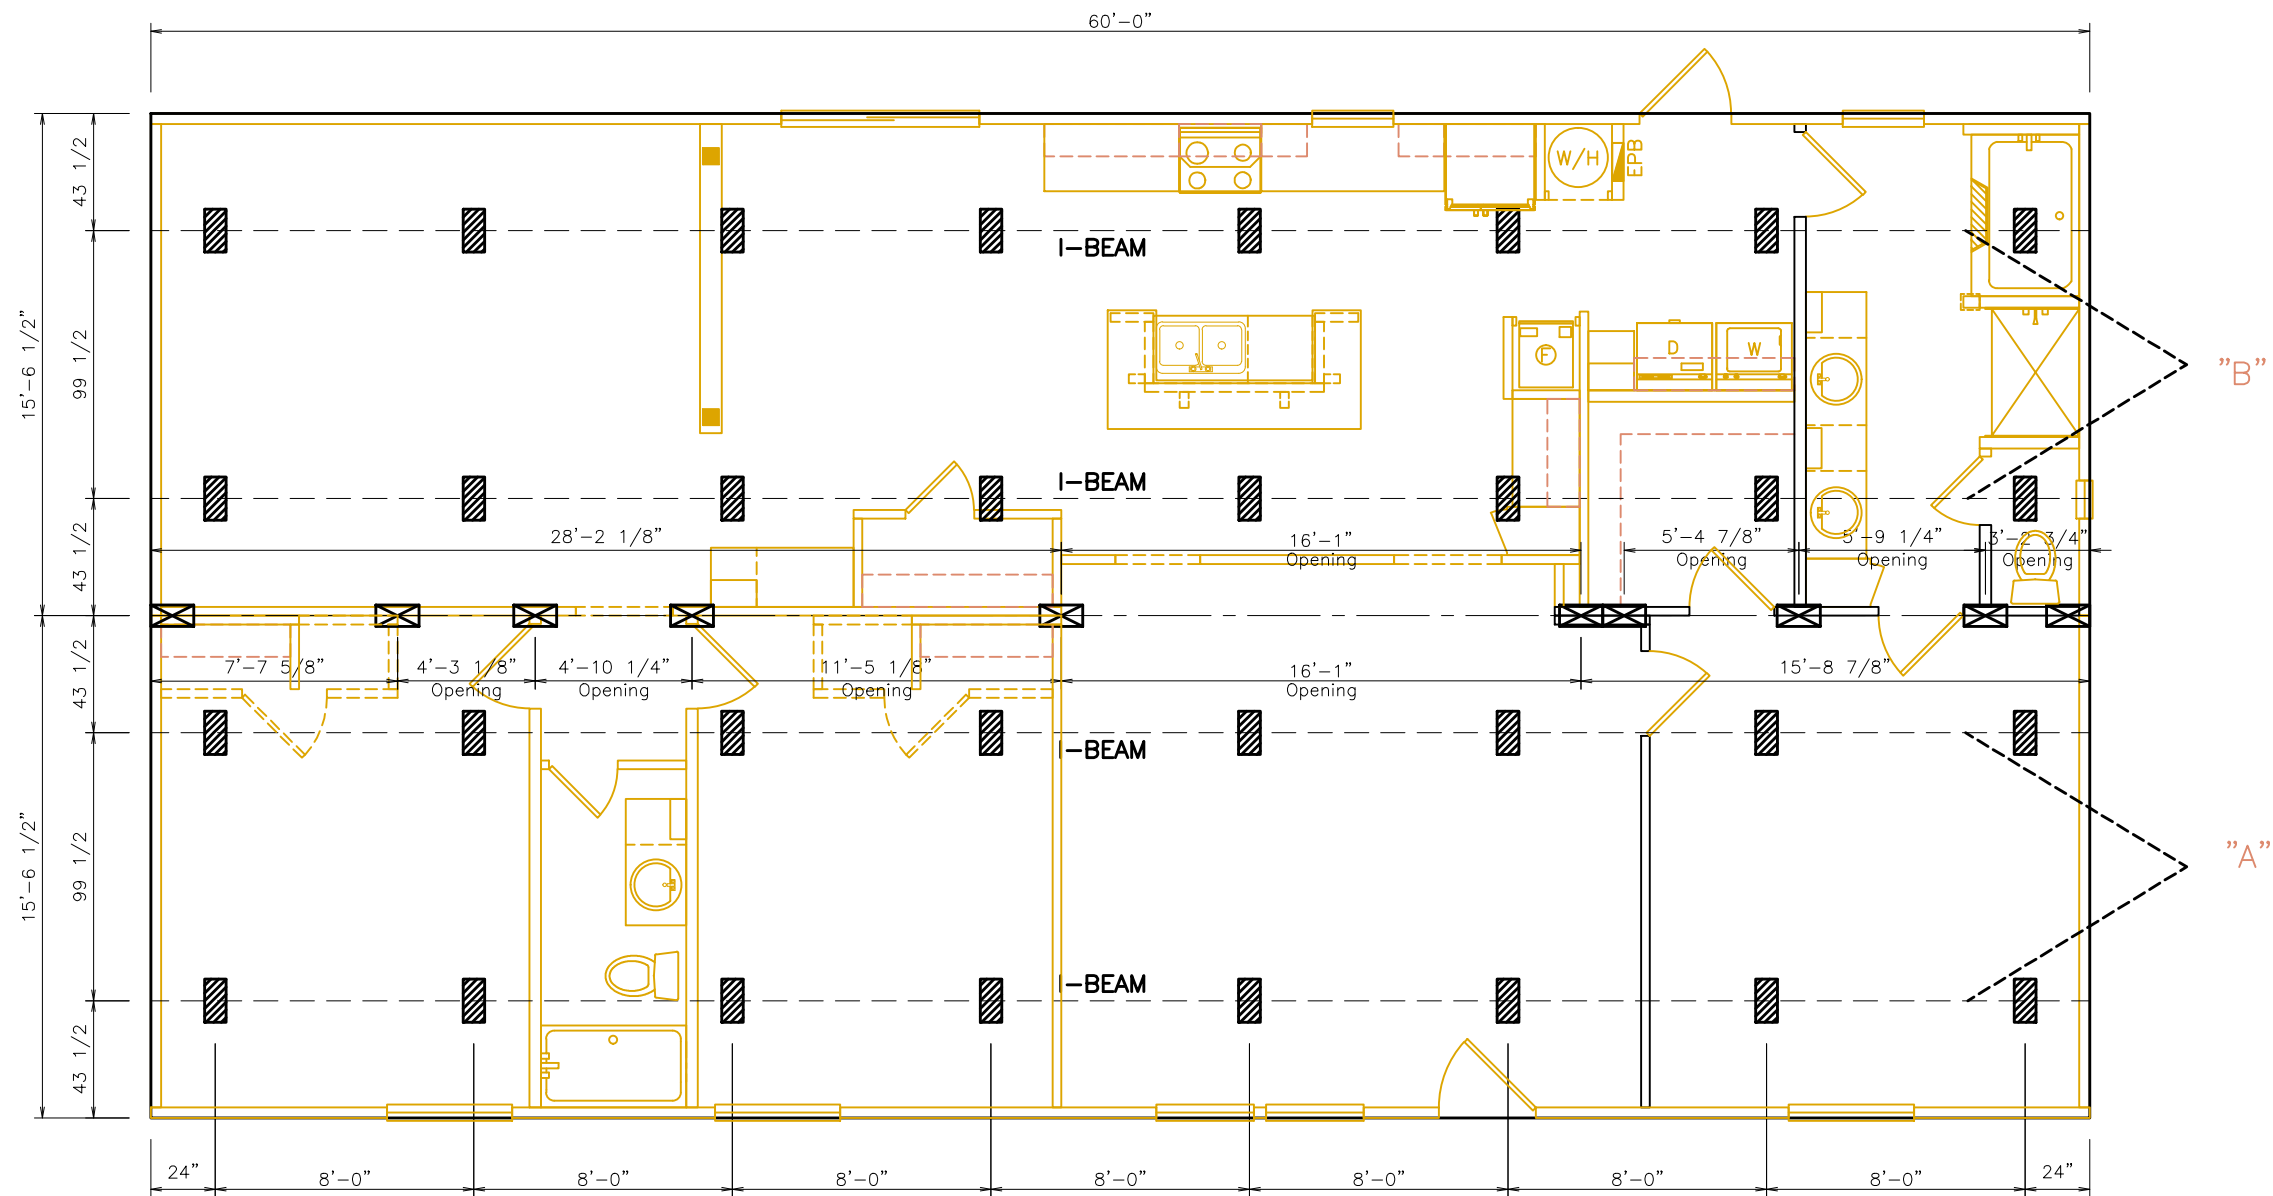 60'-0"
43 1/2
EPB
W/H
I-BEAM
15'-6 1/2"
99 1/2
F
D
W
"B"
I-BEAM
43 1/2
28'-2 1/8"
16'-1"
Opening
5'-4 7/8"
Opening
5'-9 1/4"
Opening
3'-2 3/4"
Opening
43 1/2
7'-7 5/8"
4'-3 1/8"
Opening
4'-10 1/4"
Opening
11'-5 1/8"
Opening
16'-1"
Opening
15'-8 7/8"
I-BEAM
15'-6 1/2"
99 1/2
"A"
I-BEAM
43 1/2
24"
8'-0"
8'-0"
8'-0"
8'-0"
8'-0"
8'-0"
8'-0"
24"